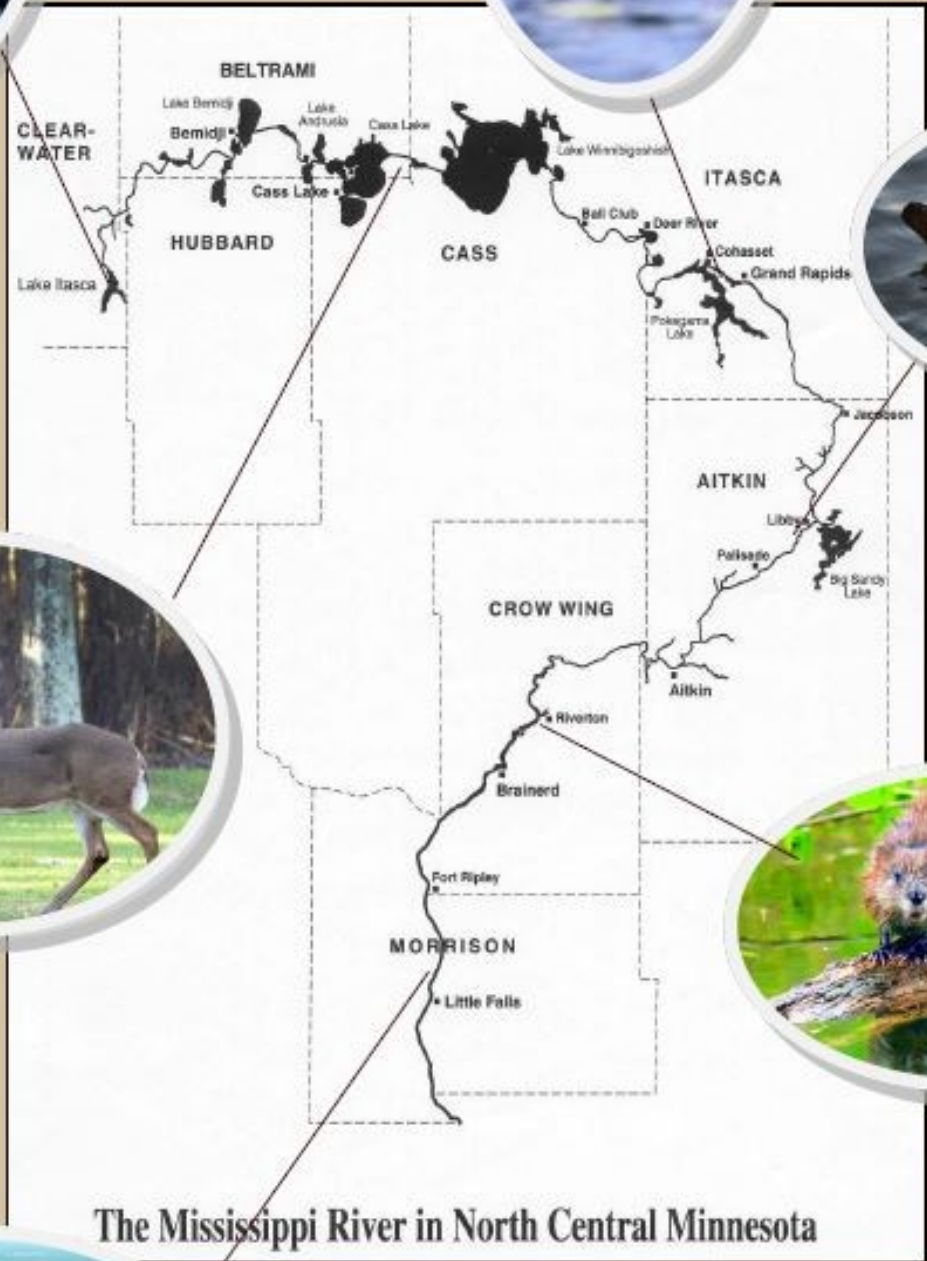 BELTRAMI
Lake Bemidji
Lake
Andrusia
Cass Lake
CLEAR-
WATER
Bemidji
Lake Winnibigoshish
ITASCA
Cass Lake
Ball Club
Deer River
HUBBARD
CASS
Cohasset
Grand Rapids
Lake Itasca
Pokegama
Lake
Jacobson
AITKIN
Libby
Palisade
Big Sandy
Lake
CROW WING
Aitkin
Riverton
Brainerd
Fort Ripley
MORRISON
Little Falls
The Mississippi River in North Central Minnesota